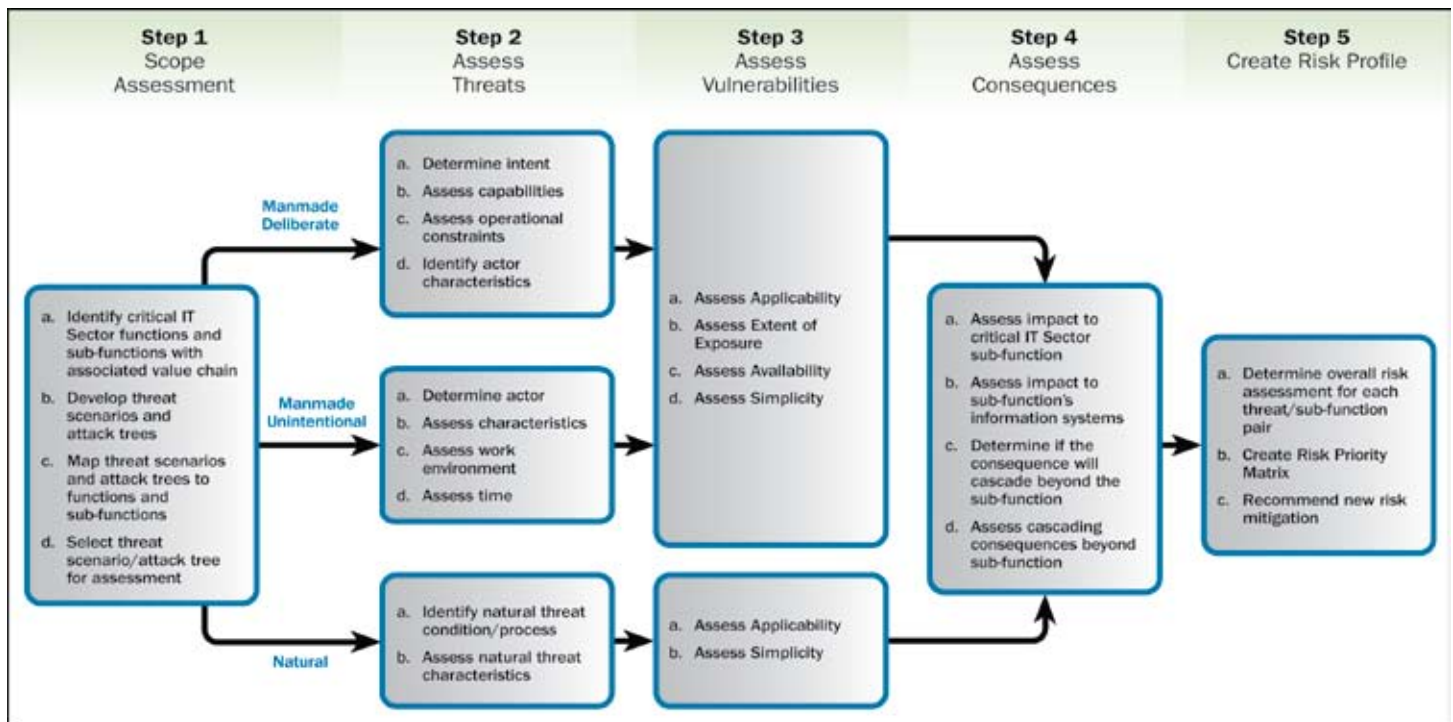 Step 1
Scope
Assessment
Step 2
Assess
Threats
Step 3
Assess
Vulnerabilities
Step 4
Assess
Consequences
Step 5
Create Risk Profile
a. Identify critical IT
Sector functions and
sub-functions with
associated value chain
b. Develop threat
scenarios and
attack trees
c. Map threat scenarios
and attack trees to
functions and
sub-functions
d. Select threat
scenario/attack tree
for assessment
Manmade
Deliberate
Manmade
Unintentional
Natural
a. Determine intent
b. Assess capabilities
c. Assess operational
constraints
d. Identify actor
characteristics
a. Determine actor
b. Assess characteristics
c. Assess work
environment
d. Assess time
a. Identify natural threat
condition/process
b. Assess natural threat
characteristics
a. Assess Applicability
b. Assess Extent of
Exposure
c. Assess Availability
d. Assess Simplicity
a. Assess Applicability
b. Assess Simplicity
a. Assess impact to
critical IT Sector
sub-function
b. Assess impact to
sub-function's
information systems
c. Determine if the
consequence will
cascade beyond the
sub-function
d. Assess cascading
consequences beyond
sub-function
a. Determine overall risk
assessment for each
threat/sub-function
pair
b. Create Risk Priority
Matrix
c. Recommend new risk
mitigation